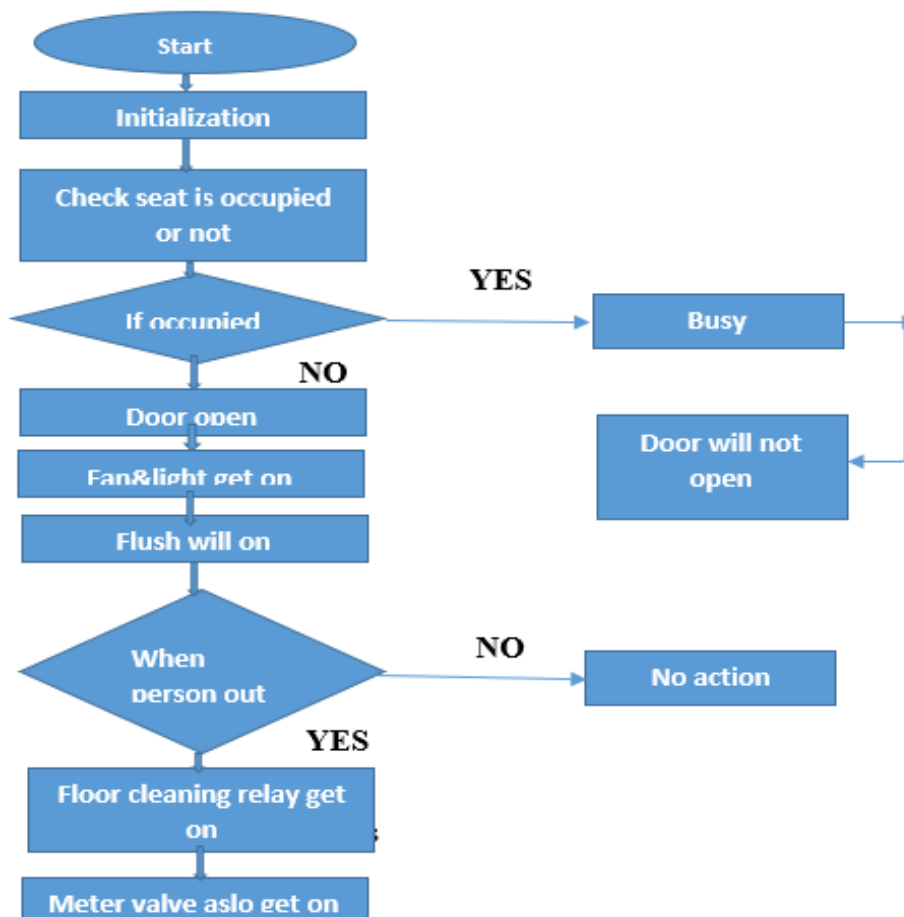 Start
Initialization
Check seat is occupied
or not
YES
If occupied
Busy
NO
Door open
Door will not
open
Fan&light get on
Flush will on
When
person out
NO
No action
YES
Floor cleaning relay get
on
Meter valve aslo get on